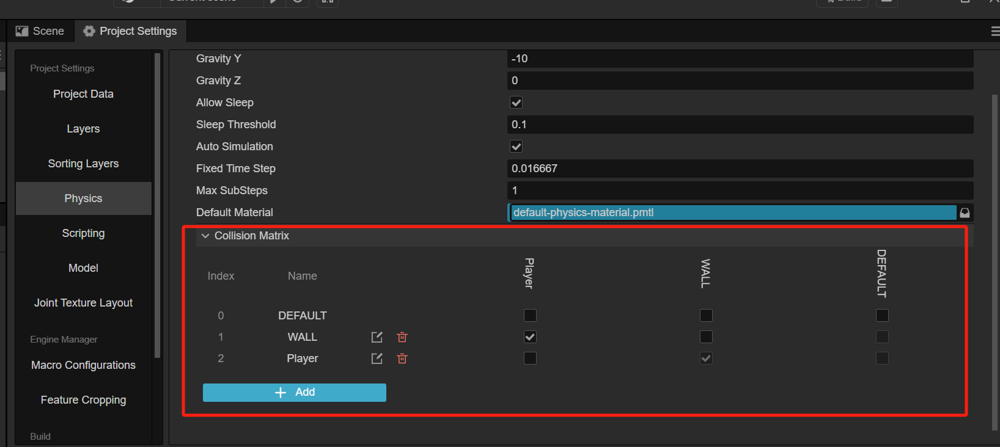 Scene
Project Settings
Project Settings
Project Data
Layers
Sorting Layers
Physics
Scripting
Model
Joint Texture Layout
Engine Manager
Macro Configurations
Feature Cropping
Build
Gravity Y -10
Gravity Z 0
Allow Sleep
Sleep Threshold 0.1
Auto Simulation
Fixed Time Step 0.016667
Max SubSteps 1
Default Material default-physics-material.pmtl
Collision Matrix
Index Name Player WALL DEFAULT
0 DEFAULT
1 WALL
2 Player
Add